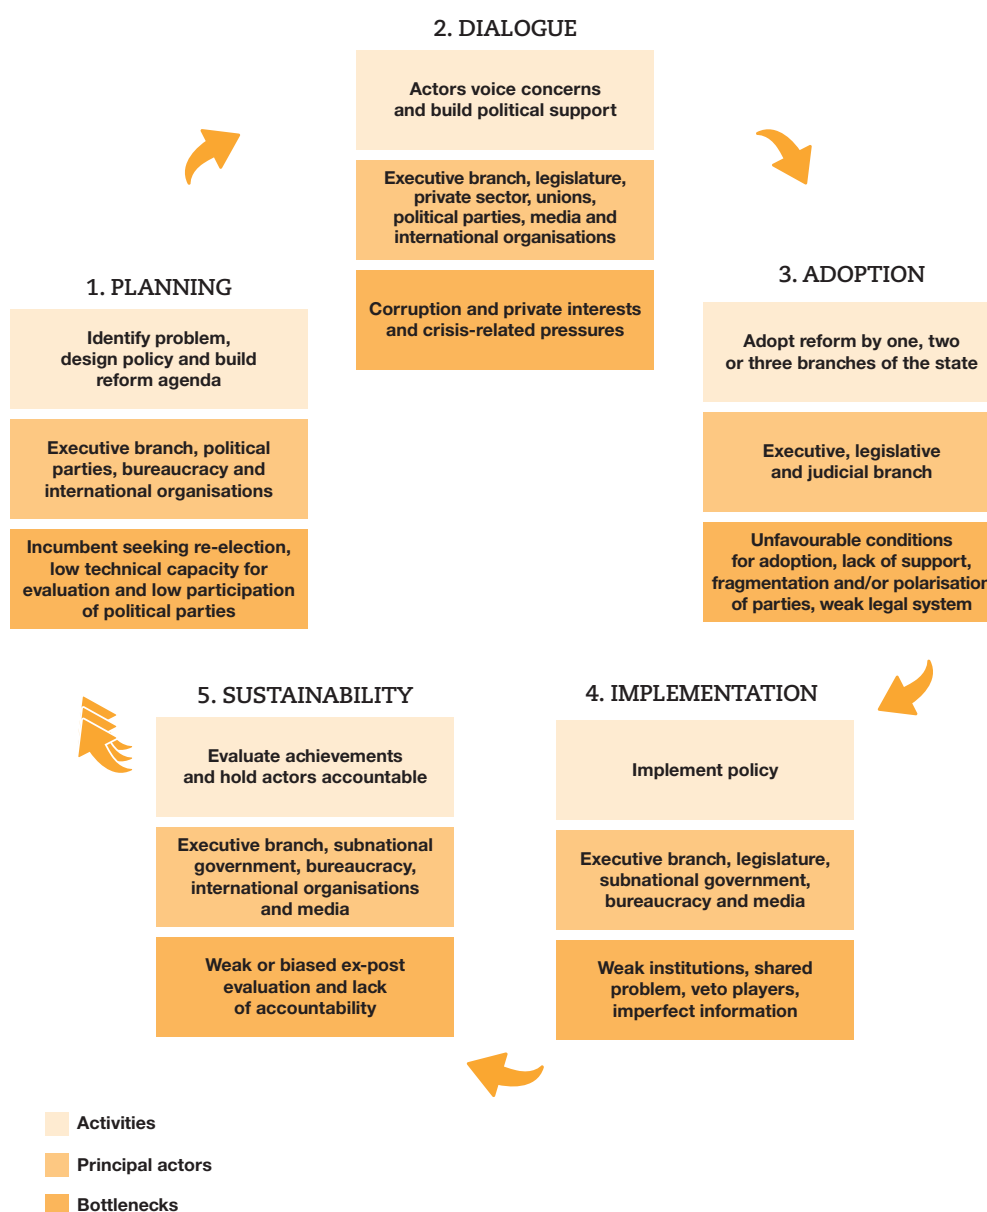 2. DIALOGUE
Actors voice concerns
and build political support
Executive branch, legislature,
private sector, unions,
political parties, media and
international organisations
Corruption and private interests
and crisis-related pressures
1. PLANNING
Identify problem,
design policy and build
reform agenda
Executive branch, political
parties, bureaucracy and
international organisations
Incumbent seeking re-election,
low technical capacity for
evaluation and low participation
of political parties
3. ADOPTION
Adopt reform by one, two
or three branches of the state
Executive, legislative
and judicial branch
Unfavourable conditions
for adoption, lack of support,
fragmentation and/or polarisation
of parties, weak legal system
5. SUSTAINABILITY
Evaluate achievements
and hold actors accountable
Executive branch, subnational
government, bureaucracy,
international organisations
and media
Weak or biased ex-post
evaluation and lack
of accountability
4. IMPLEMENTATION
Implement policy
Executive branch, legislature,
subnational government,
bureaucracy and media
Weak institutions, shared
problem, veto players,
imperfect information
Activities
Principal actors
Bottlenecks